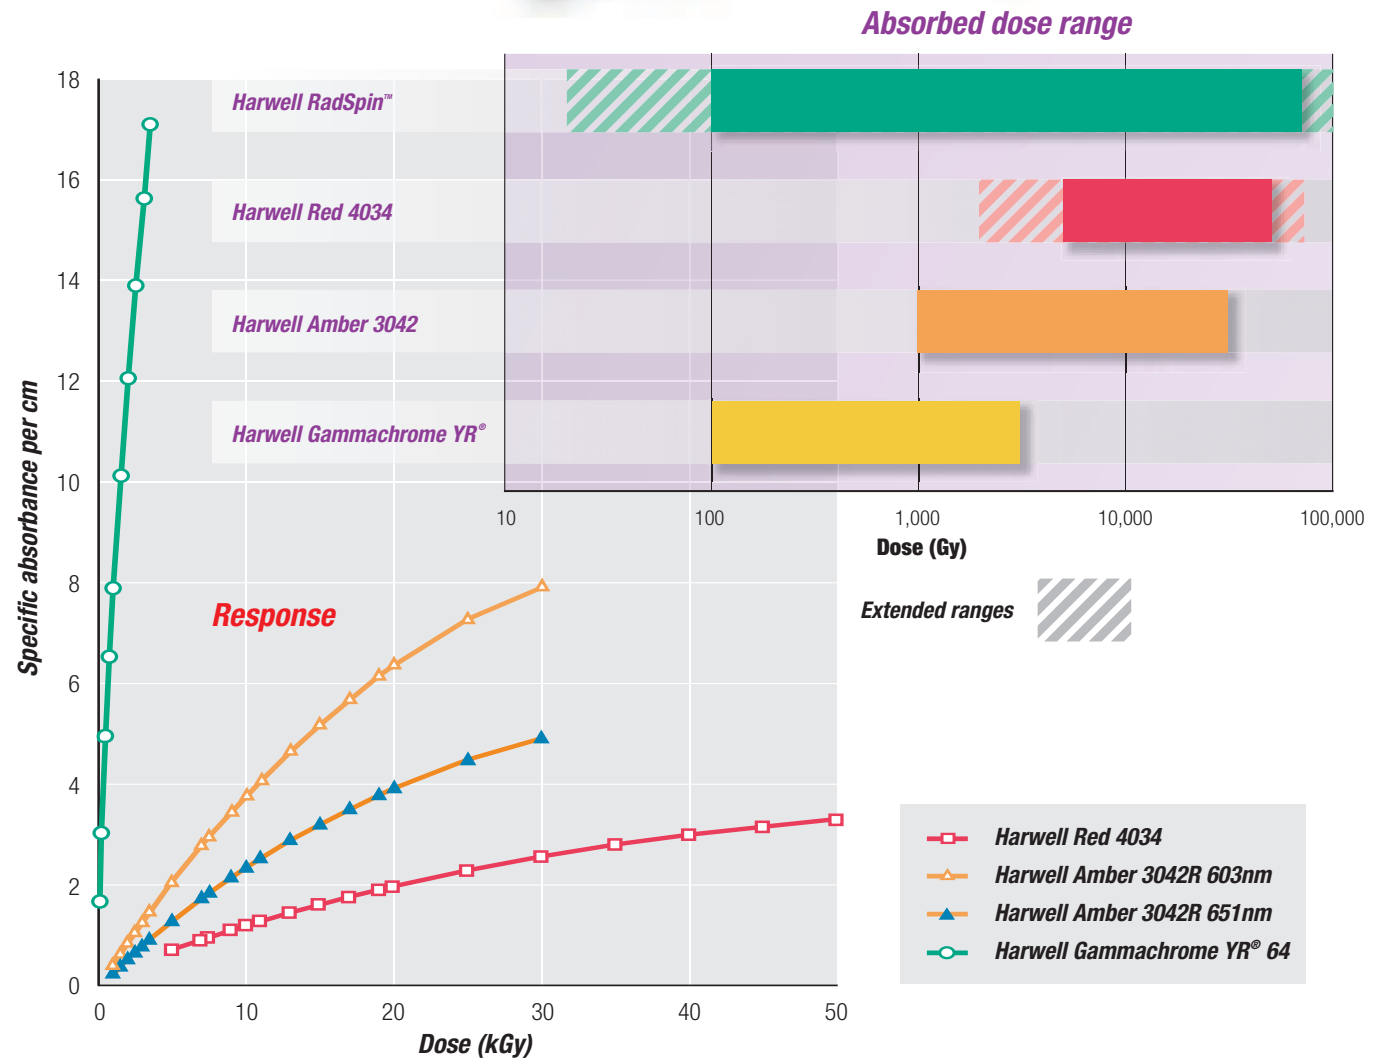 Absorbed dose range
18
Harwell RadSpin™
16
Harwell Red 4034
14
Harwell Amber 3042
12
Harwell Gammachrome YR®
10
10 100 1,000 10,000 100,000
Dose (Gy)
Extended ranges
Specific absorbance per cm
8
Response
6
4
2
0
0 10 20 30 40 50
Dose (kGy)
Harwell Red 4034
Harwell Amber 3042R 603nm
Harwell Amber 3042R 651nm
Harwell Gammachrome YR® 64